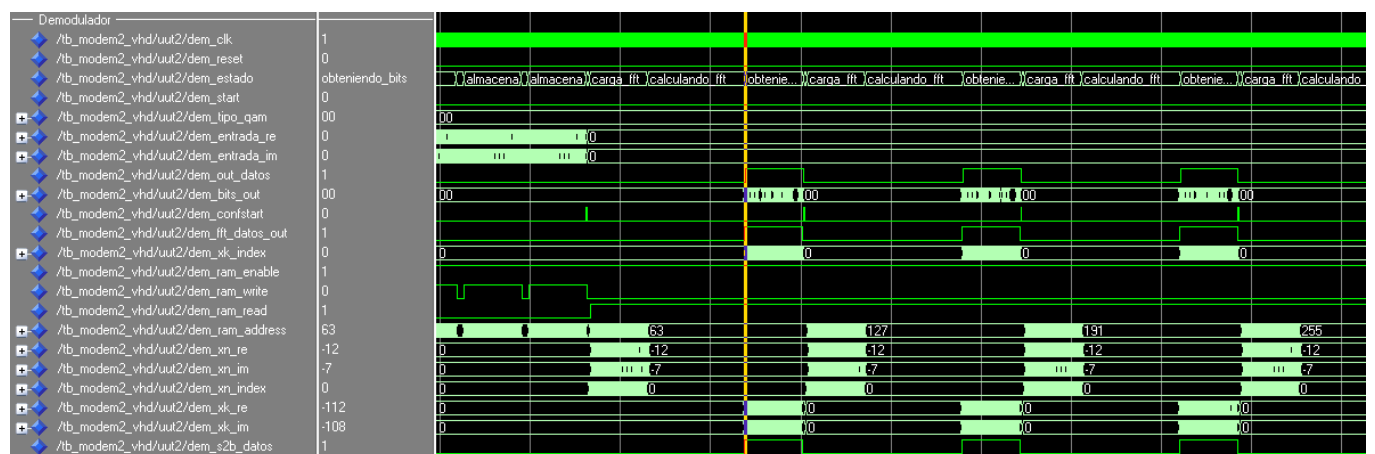 Demodulador
/tb_modem2_vhd/uut2/dem_clk 1
/tb_modem2_vhd/uut2/dem_reset 0
/tb_modem2_vhd/uut2/dem_estado obteniendo_bits almacena almacena carga_fft calculando_fft obtenie... carga_fft calculando_fft obtenie... carga_fft calculando_fft obtenie... carga_fft calculando
/tb_modem2_vhd/uut2/dem_start 0
/tb_modem2_vhd/uut2/dem_tipo_qam 00 00
/tb_modem2_vhd/uut2/dem_entrada_re 0 0
/tb_modem2_vhd/uut2/dem_entrada_im 0 0
/tb_modem2_vhd/uut2/dem_out_datos 1
/tb_modem2_vhd/uut2/dem_bits_out 00 00 00 00 00
/tb_modem2_vhd/uut2/dem_confstart 0
/tb_modem2_vhd/uut2/dem_fft_datos_out 1
/tb_modem2_vhd/uut2/dem_xk_index 0 0 0 0 0
/tb_modem2_vhd/uut2/dem_ram_enable 1
/tb_modem2_vhd/uut2/dem_ram_write 0
/tb_modem2_vhd/uut2/dem_ram_read 1
/tb_modem2_vhd/uut2/dem_ram_address 63 63 127 191 255
/tb_modem2_vhd/uut2/dem_xn_re -12 0 -12 -12 -12 -12
/tb_modem2_vhd/uut2/dem_xn_im -7 0 -7 -7 -7 -7
/tb_modem2_vhd/uut2/dem_xn_index 0 0 0 0 0 0
/tb_modem2_vhd/uut2/dem_xk_re -112 0 0 0 0
/tb_modem2_vhd/uut2/dem_xk_im -108 0 0 0 0
/tb_modem2_vhd/uut2/dem_s2b_datos 1